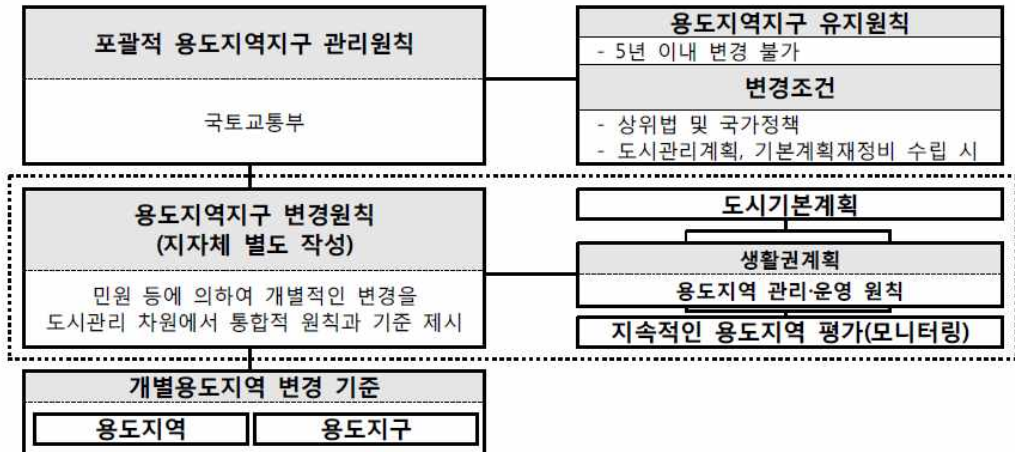 포괄적 용도지역지구 관리원칙
국토교통부
용도지역지구 유지원칙
- 5년 이내 변경 불가
변경조건
- 상위법 및 국가정책
- 도시관리계획, 기본계획재정비 수립 시
용도지역지구 변경원칙
(지자체 별도 작성)
민원 등에 의하여 개별적인 변경을
도시관리 차원에서 통합적 원칙과 기준 제시
도시기본계획
생활권계획
용도지역 관리·운영 원칙
지속적인 용도지역 평가(모니터링)
개별용도지역 변경 기준
용도지역
용도지구